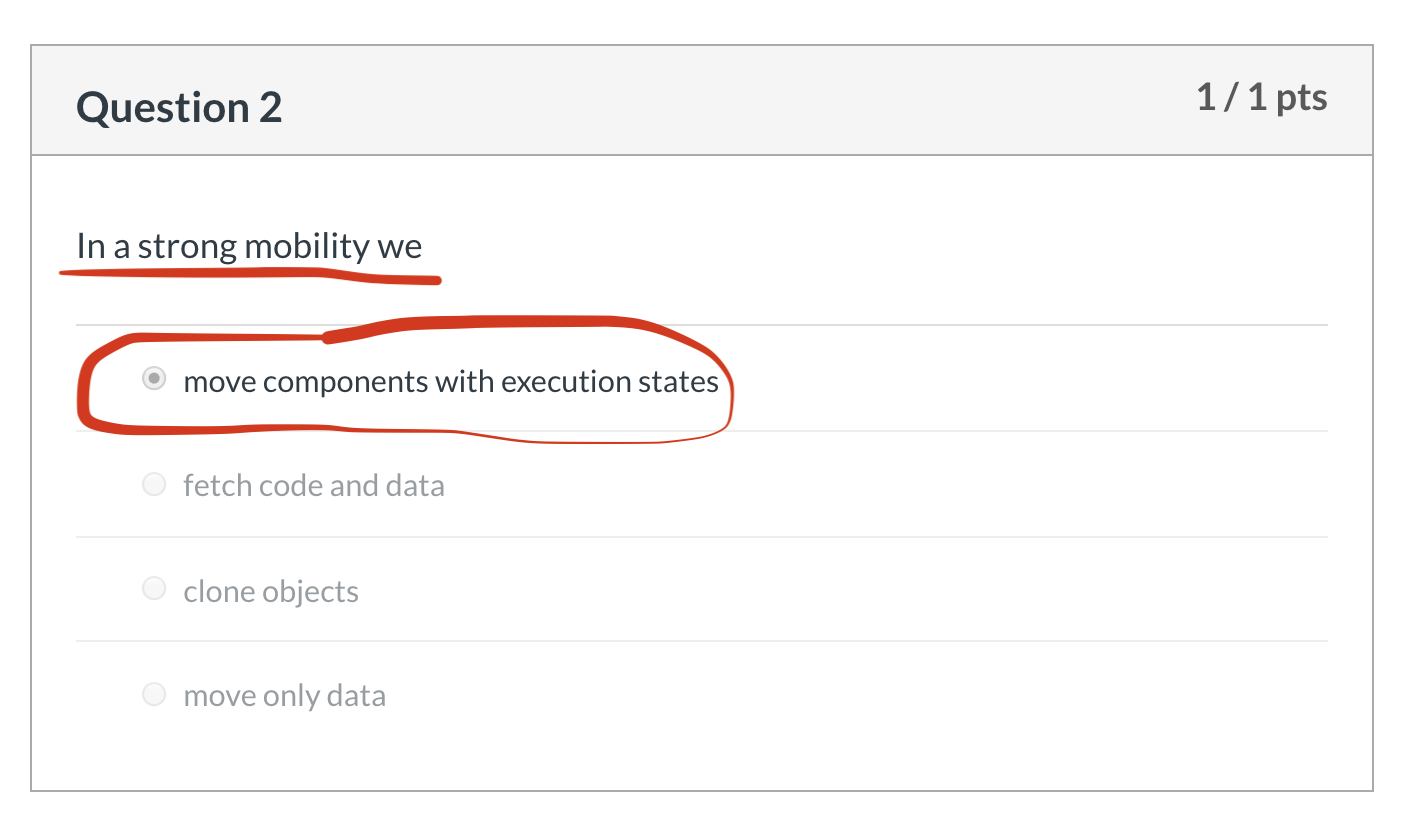 Question 2
1 / 1 pts
In a strong mobility we
move components with execution states
fetch code and data
clone objects
move only data